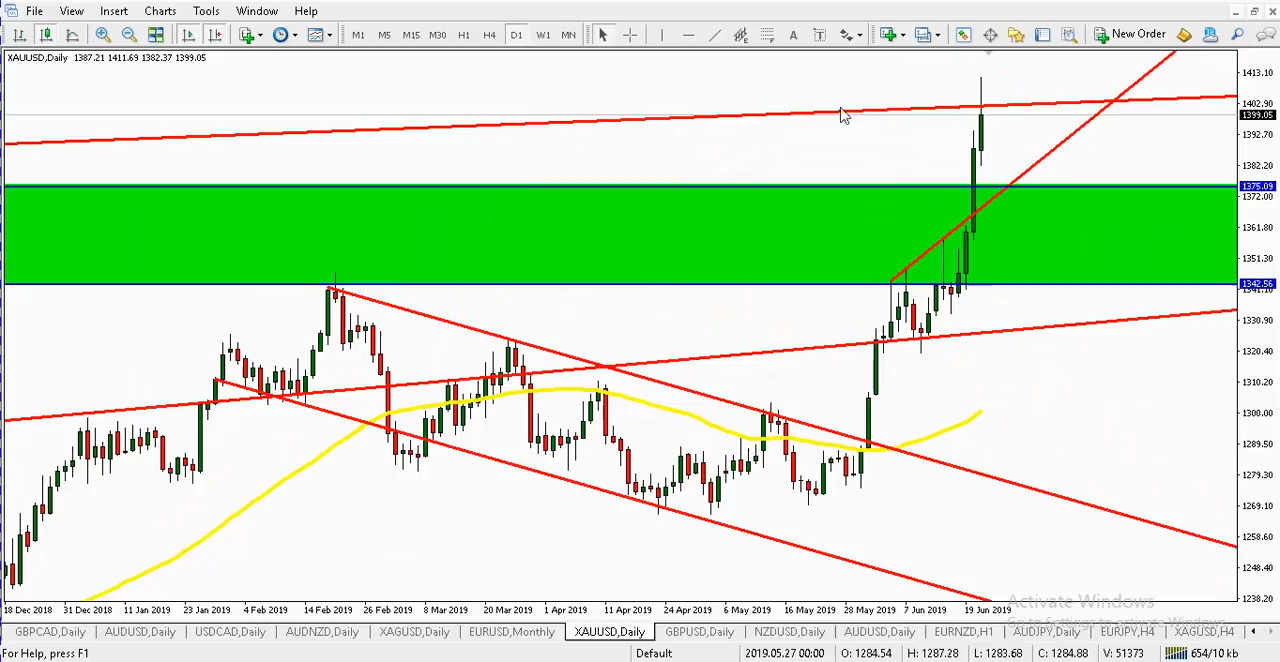 File View Insert Charts Tools Window Help
M1 M5 M15 M30 H1 H4 D1 W1 MN A T New Order
XAUUSD,Daily 1387.21 1411.69 1382.37 1399.05
1413.10
1402.90
1399.05
1392.70
1382.20
1375.09
1372.00
1361.80
1351.30
1342.56
1330.90
1320.40
1310.20
1300.00
1289.50
1279.30
1269.10
1258.60
1248.40
1238.20
18 Dec 2018 31 Dec 2018 11 Jan 2019 23 Jan 2019 4 Feb 2019 14 Feb 2019 26 Feb 2019 8 Mar 2019 20 Mar 2019 1 Apr 2019 11 Apr 2019 24 Apr 2019 6 May 2019 16 May 2019 28 May 2019 7 Jun 2019 19 Jun 2019
Activate Windows
Go to Settings to activate Windows.
GBPCAD,Daily AUDUSD,Daily USDCAD,Daily AUDNZD,Daily XAGUSD,Daily EURUSD,Monthly XAUUSD,Daily GBPUSD,Daily NZDUSD,Daily AUDUSD,Daily EURNZD,H1 AUDJPY,Daily EURJPY,H4 XAGUSD,H4
For Help, press F1 Default 2019.05.27 00:00 O: 1284.54 H: 1287.28 L: 1283.68 C: 1284.88 V: 51373 654/10 kb